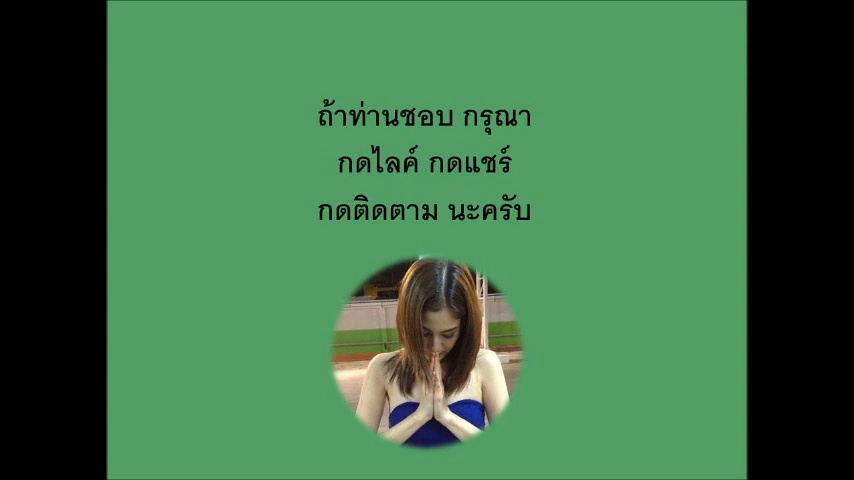 ถ้าท่านชอบ กรุณา
กดไลค์ กดแชร์
กดติดตาม นะครับ